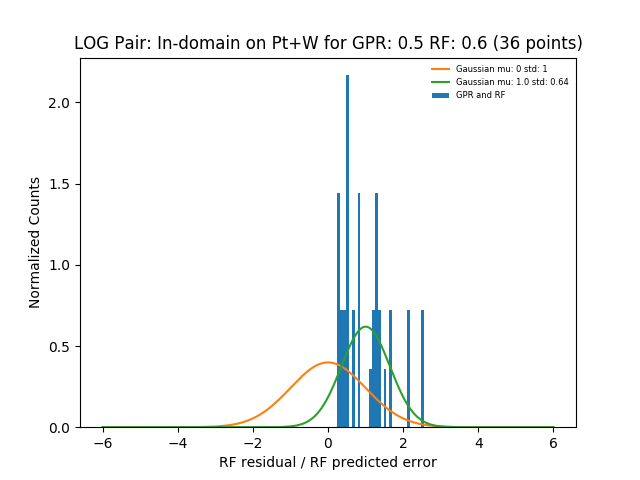 LOG Pair: In-domain on Pt+W for GPR: 0.5 RF: 0.6 (36 points)
Gaussian mu: 0 std: 1
Gaussian mu: 1.0 std: 0.64
GPR and RF
Normalized Counts
2.0
1.5
1.0
0.5
0.0
−6 −4 −2 0 2 4 6
RF residual / RF predicted error